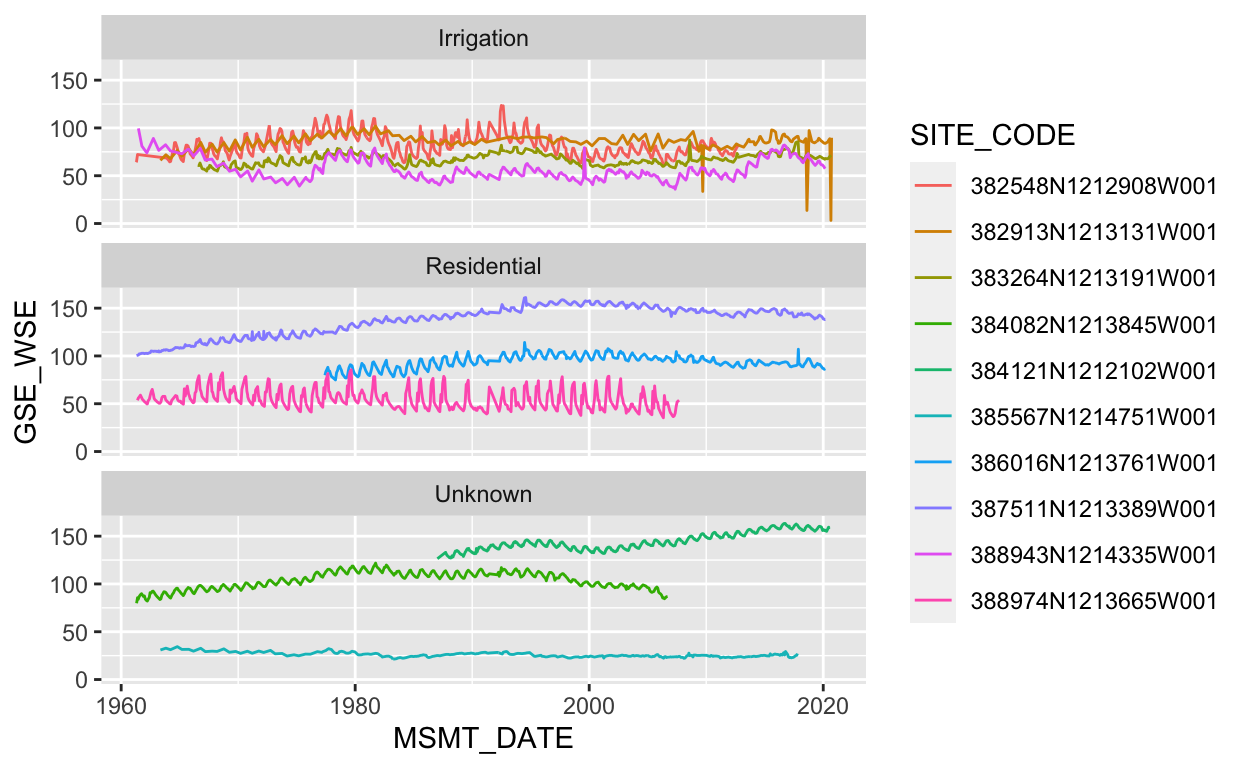 Irrigation
150
100
50
0
Residential
150
100
50
0
Unknown
150
100
50
0
1960 1980 2000 2020
MSMT_DATE
GSE_WSE
SITE_CODE
382548N1212908W001
382913N1213131W001
383264N1213191W001
384082N1213845W001
384121N1212102W001
385567N1214751W001
386016N1213761W001
387511N1213389W001
388943N1214335W001
388974N1213665W001